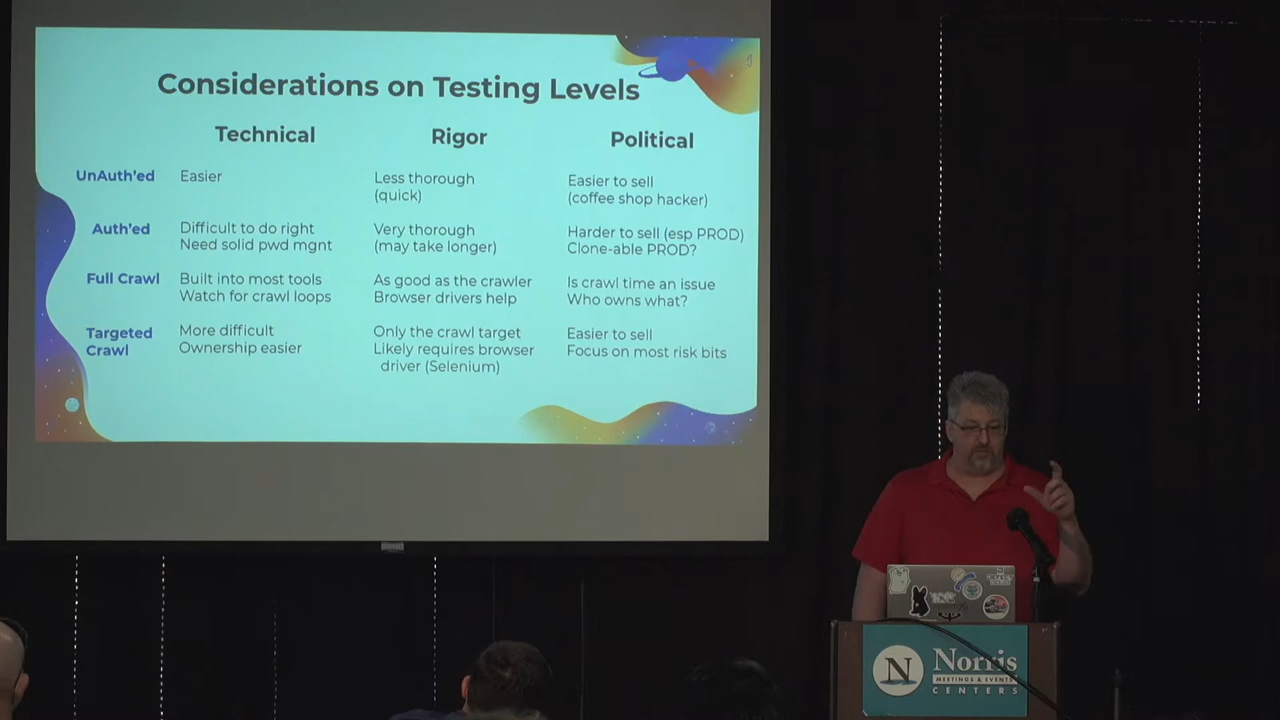 Considerations on Testing Levels
Technical
Rigor
Political
UnAuth'ed
Easier
Less thorough
(quick)
Easier to sell
(coffee shop hacker)
Auth'ed
Difficult to do right
Need solid pwd mgnt
Very thorough
(may take longer)
Harder to sell (esp PROD)
Clone-able PROD?
Full Crawl
Built into most tools
Watch for crawl loops
As good as the crawler
Browser drivers help
Is crawl time an issue
Who owns what?
Targeted
Crawl
More difficult
Ownership easier
Only the crawl target
Likely requires browser
driver (Selenium)
Easier to sell
Focus on most risk bits
N
Norris
MEETINGS & EVENTS
CENTERS